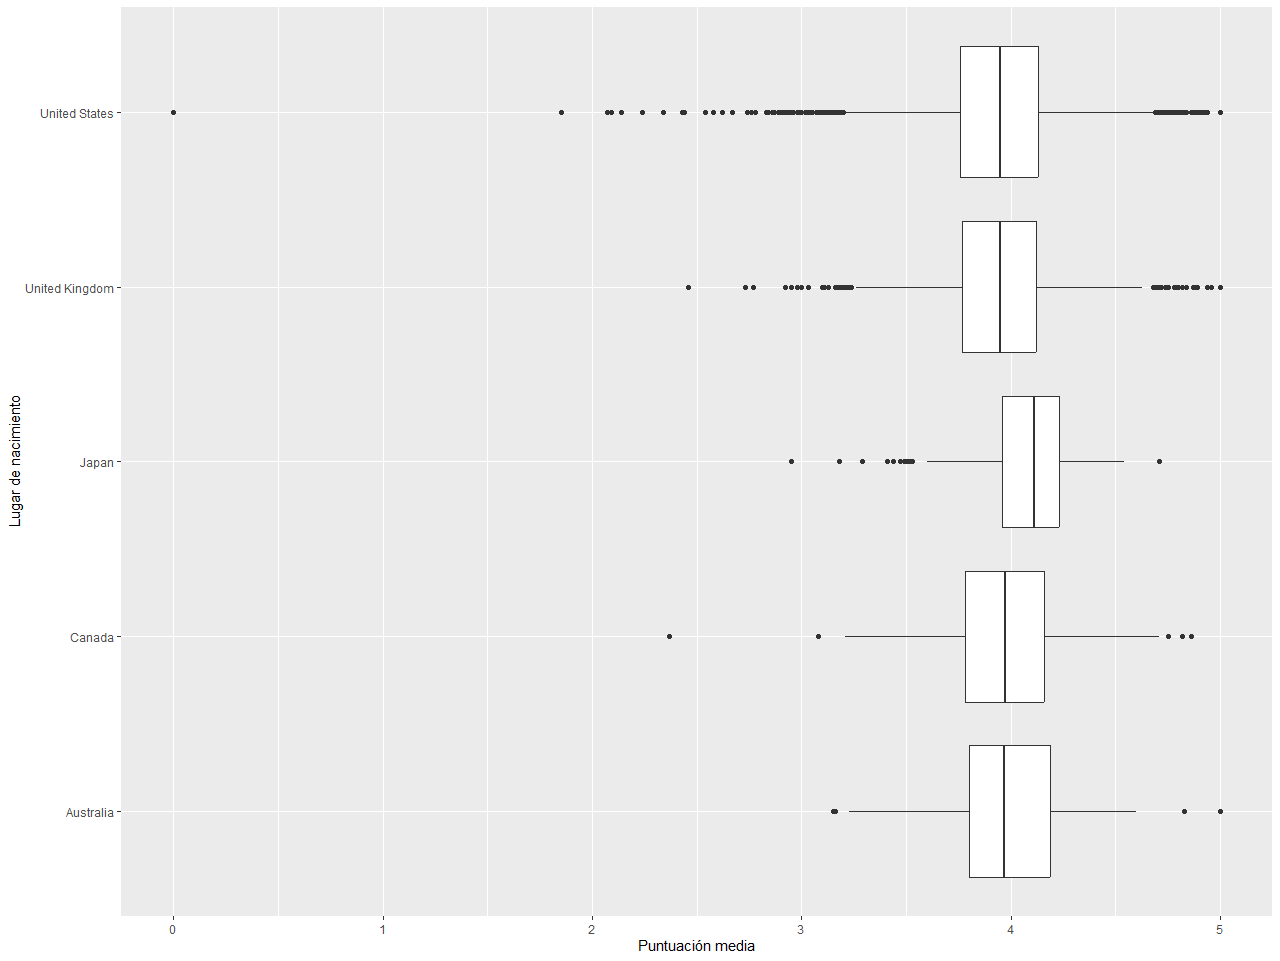 United States
United Kingdom
Japan
Canada
Australia
Lugar de nacimiento
0 1 2 3 4 5
Puntuación media